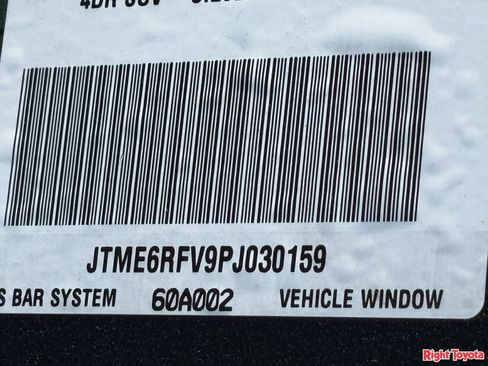 JTME6RFV9PJ030159
BAR SYSTEM 60A002 VEHICLE WINDOW
Right Toyota